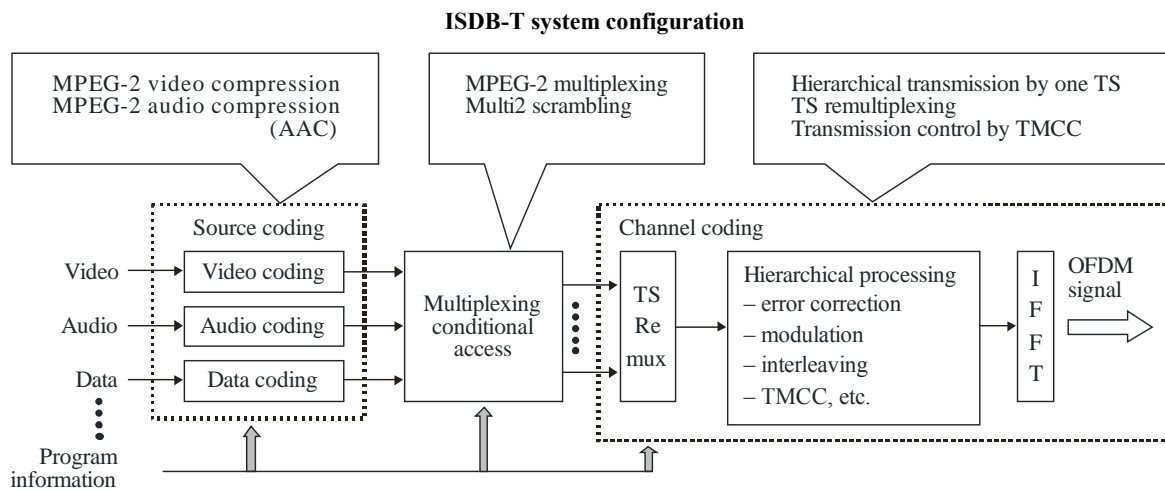 ISDB-T system configuration
MPEG-2 video compression
MPEG-2 audio compression
(AAC)
MPEG-2 multiplexing
Multi2 scrambling
Hierarchical transmission by one TS
TS remultiplexing
Transmission control by TMCC
Source coding
Video
Video coding
Audio
Audio coding
Data
Data coding
Program
information
Multiplexing
conditional
access
Channel coding
TS
Re
mux
Hierarchical processing
– error correction
– modulation
– interleaving
– TMCC, etc.
I
F
F
T
OFDM
signal